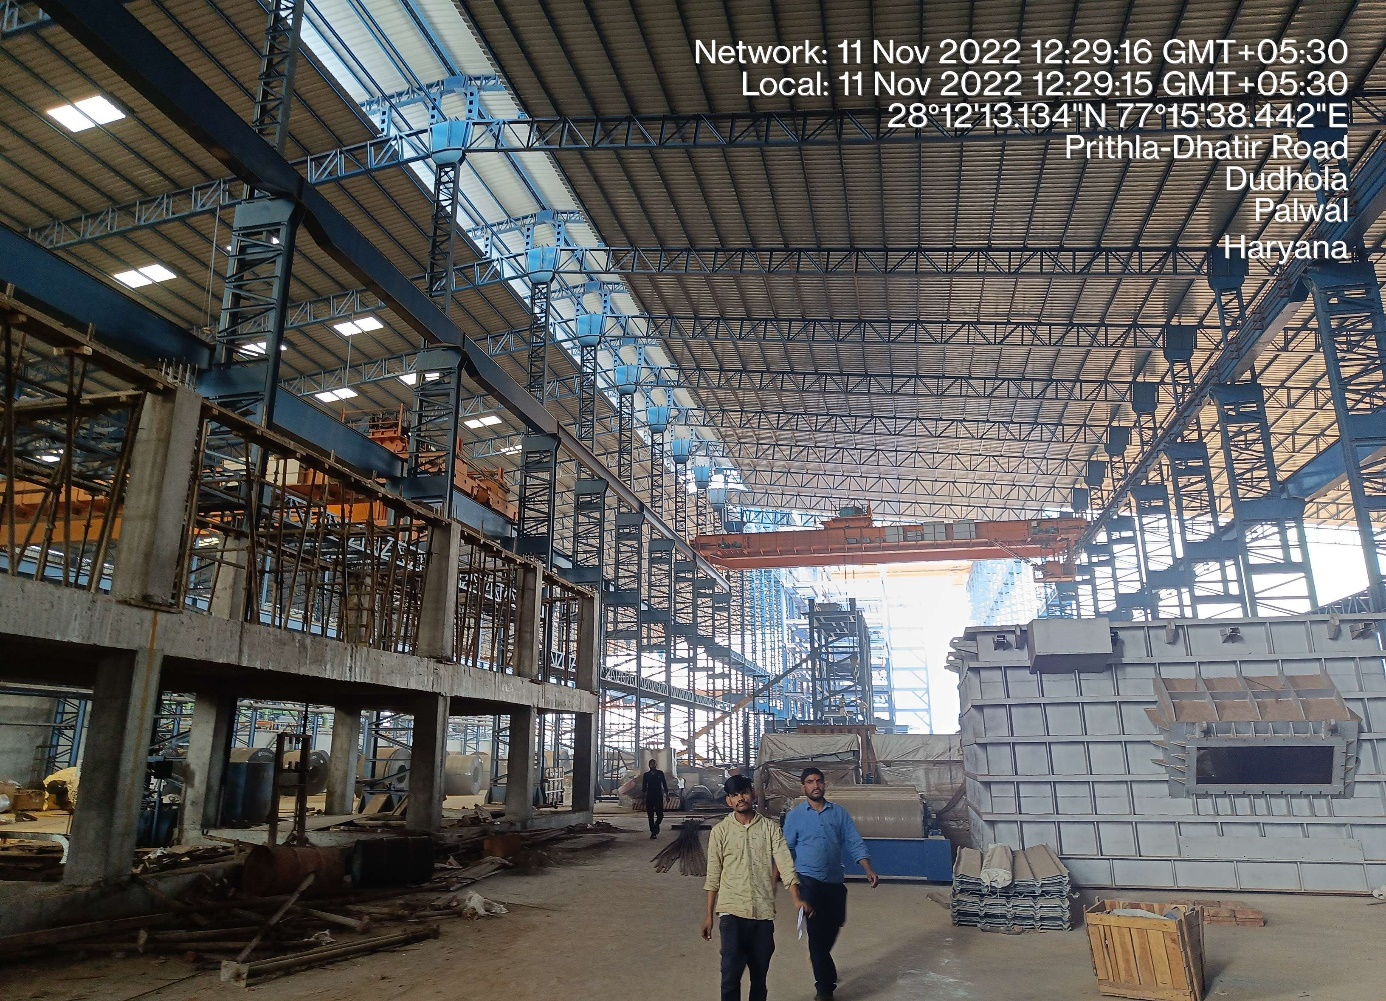 Network: 11 Nov 2022 12:29:16 GMT+05:30
Local: 11 Nov 2022 12:29:15 GMT+05:30
28°12'13.134"N 77°15'38.442"E
Prithla-Dhatir Road
Dudhola
Palwal
Haryana